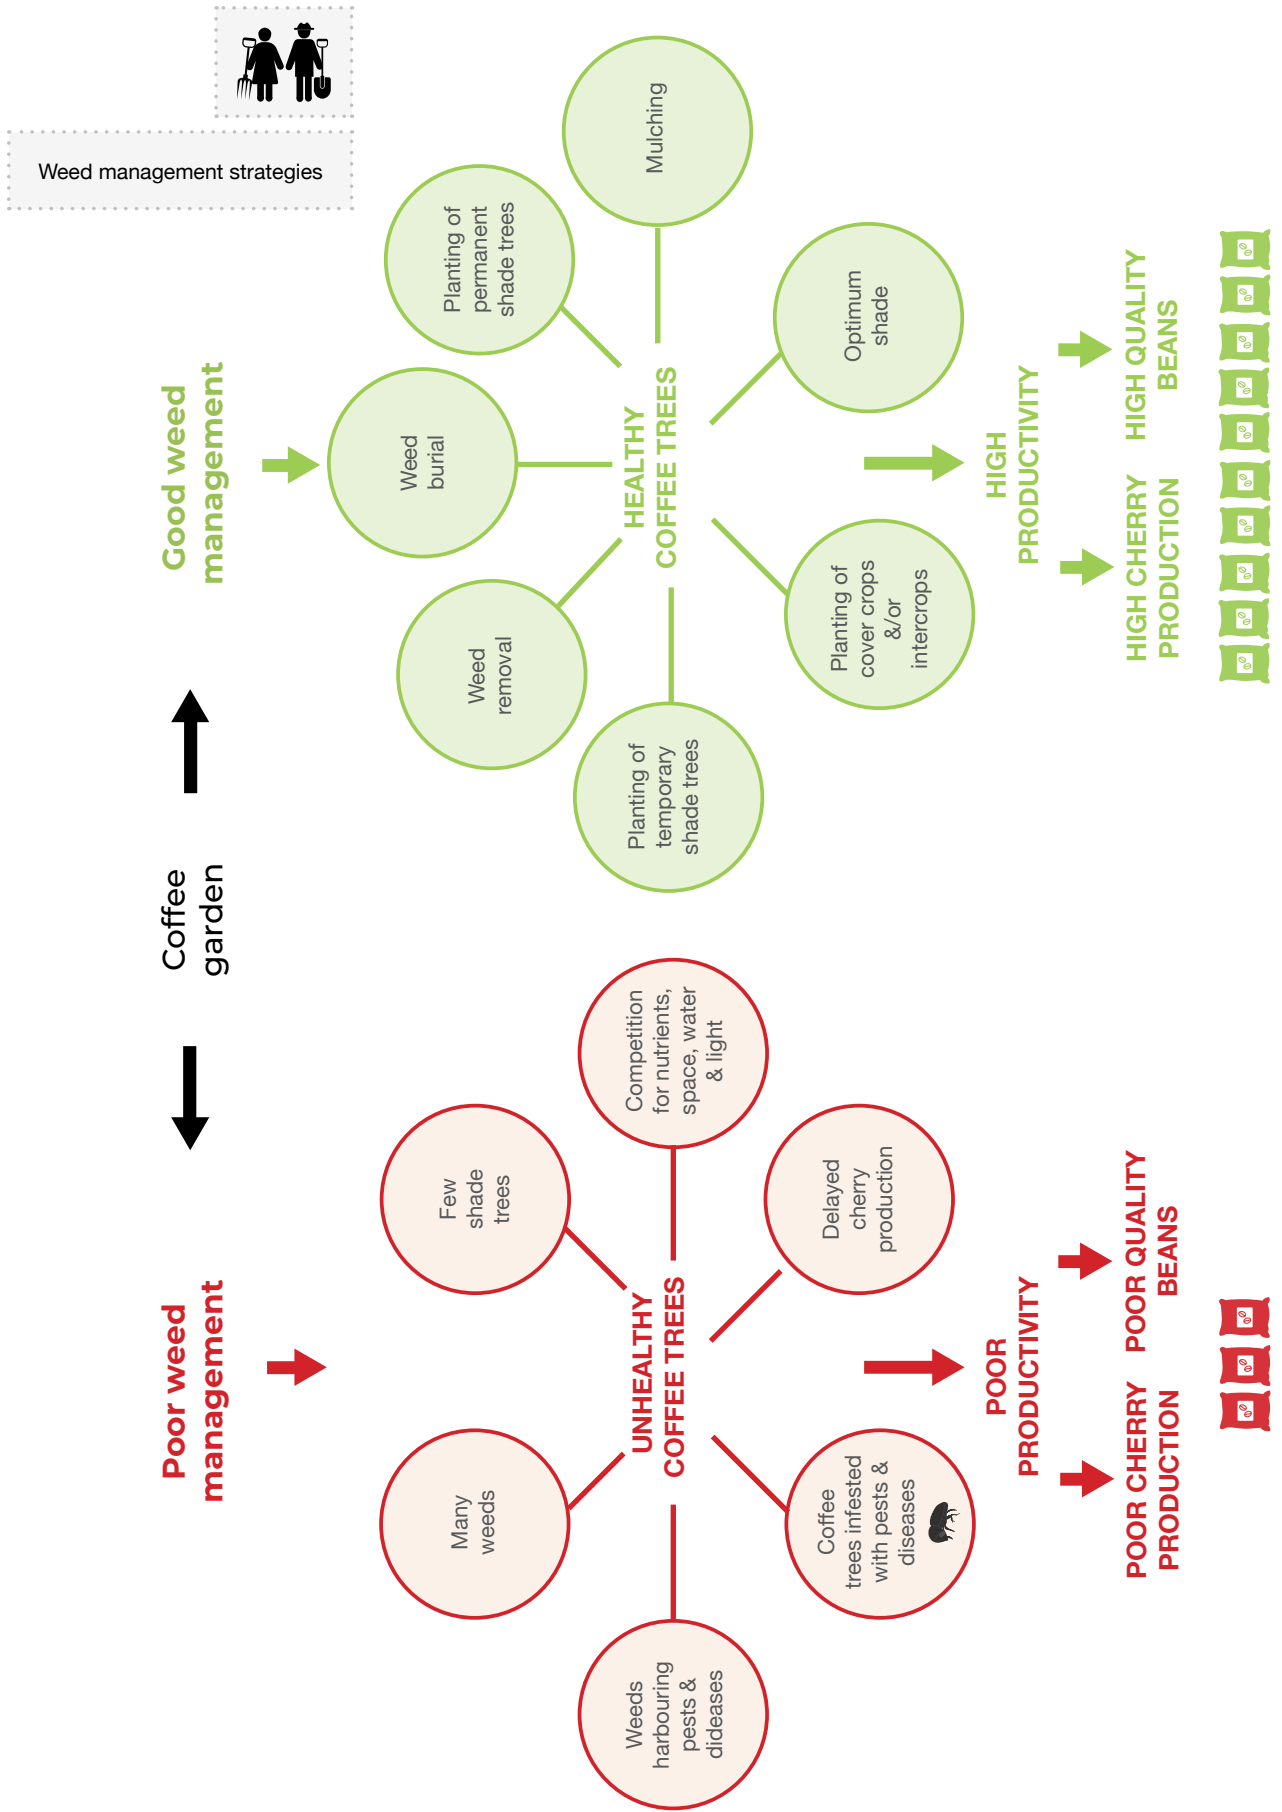 Weed management strategies
Coffee
garden
Poor weed
management
Many
weeds
Few
shade
trees
Weeds
harbouring
pests &
dideases
UNHEALTHY
COFFEE TREES
Competition
for nutrients,
space, water
& light
Coffee
trees infested
with pests &
diseases
Delayed
cherry
production
POOR
PRODUCTIVITY
POOR CHERRY
PRODUCTION
POOR QUALITY
BEANS
Good weed
management
Weed
burial
Weed
removal
Planting of
permanent
shade trees
Planting of
temporary
shade trees
HEALTHY
COFFEE TREES
Mulching
Planting of
cover crops
&/or
intercrops
Optimum
shade
HIGH
PRODUCTIVITY
HIGH CHERRY
PRODUCTION
HIGH QUALITY
BEANS